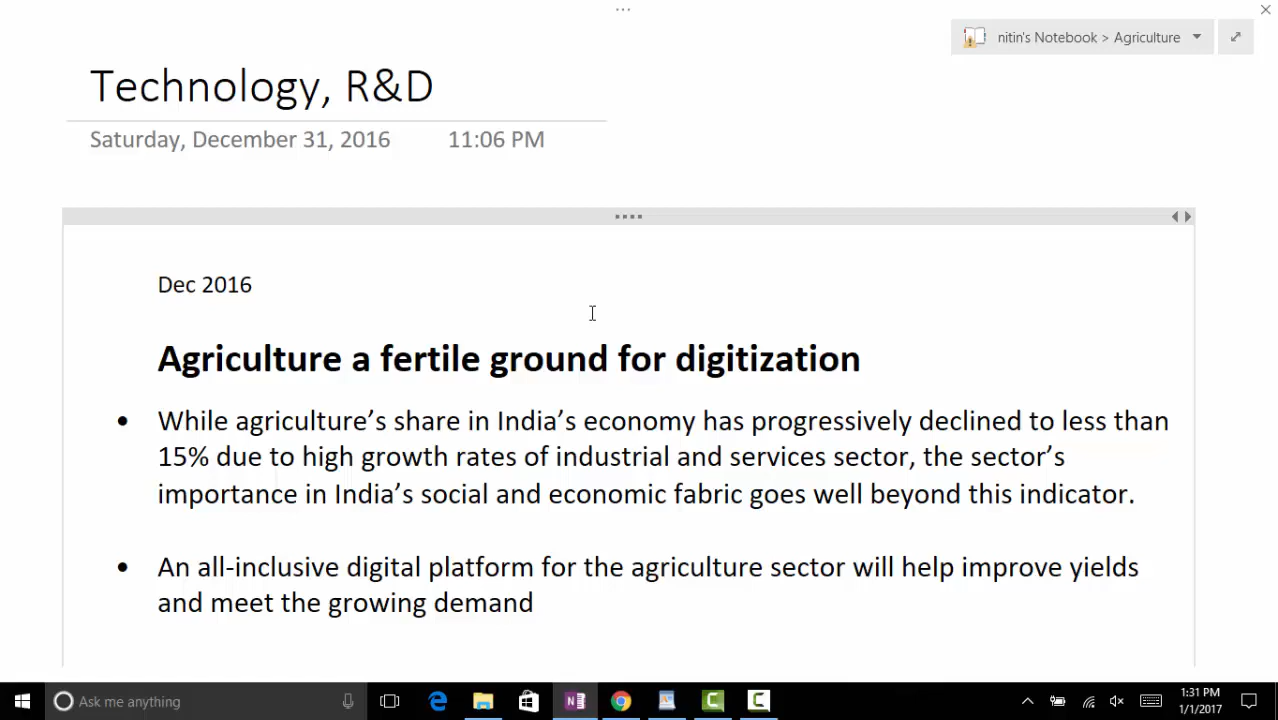 nitin's Notebook > Agriculture
Technology, R&D
Saturday, December 31, 2016 11:06 PM
Dec 2016
Agriculture a fertile ground for digitization
• While agriculture’s share in India’s economy has progressively declined to less than
15% due to high growth rates of industrial and services sector, the sector’s
importance in India’s social and economic fabric goes well beyond this indicator.
• An all-inclusive digital platform for the agriculture sector will help improve yields
and meet the growing demand
Ask me anything
1:31 PM
1/1/2017